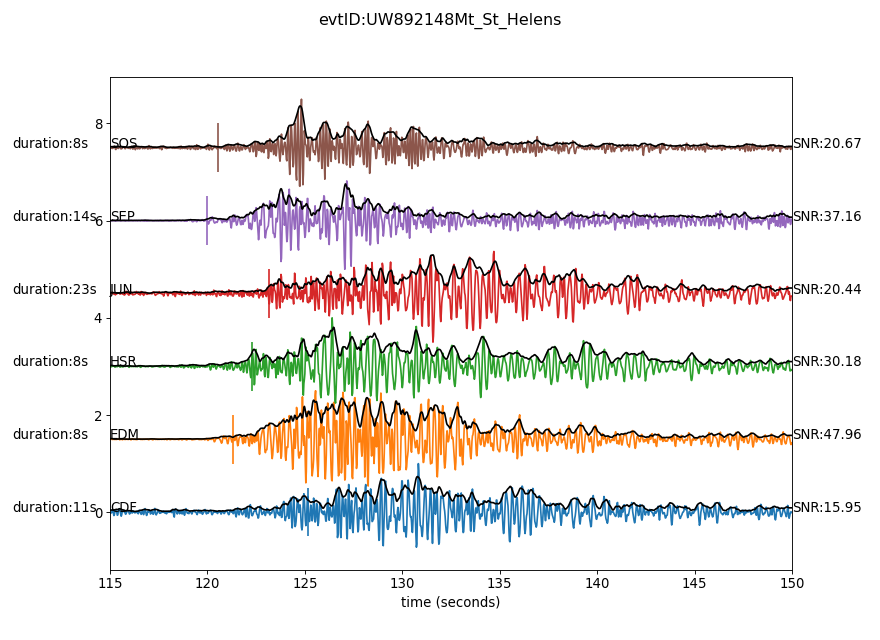 evtID:UW892148Mt_St_Helens
8
duration:8s SOS SNR:20.67
duration:14s SEP SNR:37.16
6
duration:23s JUN SNR:20.44
4
duration:8s HSR SNR:30.18
2
duration:8s EDM SNR:47.96
duration:11s CDF SNR:15.95
0
115 120 125 130 135 140 145 150
time (seconds)